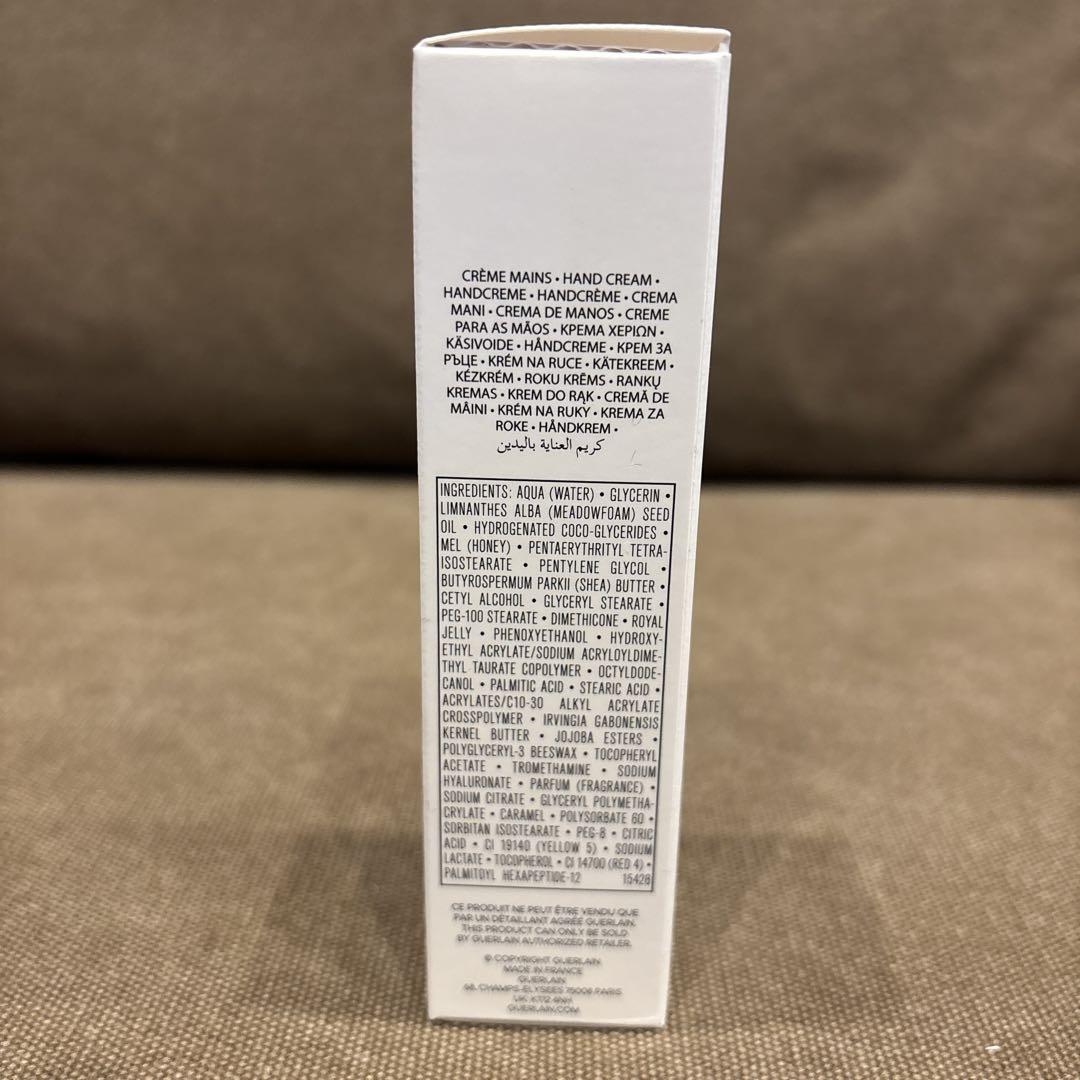 CRÈME MAINS • HAND CREAM •
HANDCREME • HANDCRÈME • CREMA
MANI • CREMA DE MANOS • CREME
PARA AS MÃOS • ΚΡΕΜΑ ΧΕΡΙΩΝ •
KÄSIVOIDE • HÅNDCREME • КРЕМ ЗА
РЪЦЕ • KRÉM NA RUCE • KÄTEKREEM •
KÉZKRÉM • ROKU KRĒMS • RANKŲ
KREMAS • KREM DO RĄK • CREMĂ DE
MÂINI • KRÉM NA RUKY • KREMA ZA
ROKE • HÅNDKREM •
كريم العناية باليدين
INGREDIENTS: AQUA (WATER) • GLYCERIN •
LIMNANTHES ALBA (MEADOWFOAM) SEED
OIL • HYDROGENATED COCO-GLYCERIDES •
MEL (HONEY) • PENTAERYTHRITYL TETRA-
ISOSTEARATE • PENTYLENE GLYCOL •
BUTYROSPERMUM PARKII (SHEA) BUTTER •
CETYL ALCOHOL • GLYCERYL STEARATE •
PEG-100 STEARATE • DIMETHICONE • ROYAL
JELLY • PHENOXYETHANOL • HYDROXY-
ETHYL ACRYLATE/SODIUM ACRYLOYLDIME-
THYL TAURATE COPOLYMER • OCTYLDODE-
CANOL • PALMITIC ACID • STEARIC ACID •
ACRYLATES/C10-30 ALKYL ACRYLATE
CROSSPOLYMER • IRVINGIA GABONENSIS
KERNEL BUTTER • JOJOBA ESTERS •
POLYGLYCERYL-3 BEESWAX • TOCOPHERYL
ACETATE • TROMETHAMINE • SODIUM
HYALURONATE • PARFUM (FRAGRANCE) •
SODIUM CITRATE • GLYCERYL POLYMETHA-
CRYLATE • CARAMEL • POLYSORBATE 60 •
SORBITAN ISOSTEARATE • PEG-8 • CITRIC
ACID • CI 19140 (YELLOW 5) • SODIUM
LACTATE • TOCOPHEROL • CI 14700 (RED 4) •
PALMITOYL HEXAPEPTIDE-12 15428
CE PRODUIT NE PEUT ÊTRE VENDU QUE
PAR UN DÉTAILLANT AGRÉÉ GUERLAIN.
THIS PRODUCT CAN ONLY BE SOLD
BY GUERLAIN AUTHORIZED RETAILER.
© COPYRIGHT GUERLAIN
MADE IN FRANCE
GUERLAIN
68, CHAMPS-ELYSEES 75008 PARIS
UK: KT12 4NH
GUERLAIN.COM